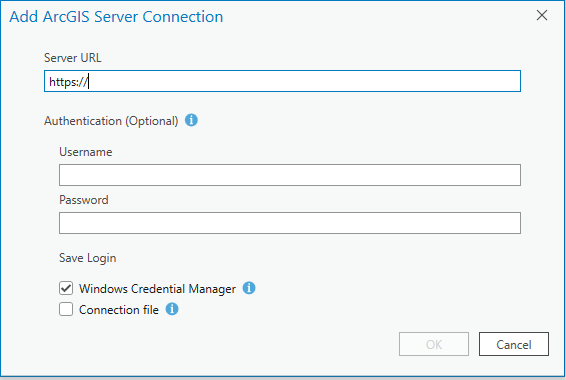 Add ArcGIS Server Connection
Server URL
https://
Authentication (Optional)
Username
Password
Save Login
Windows Credential Manager
Connection file
OK Cancel